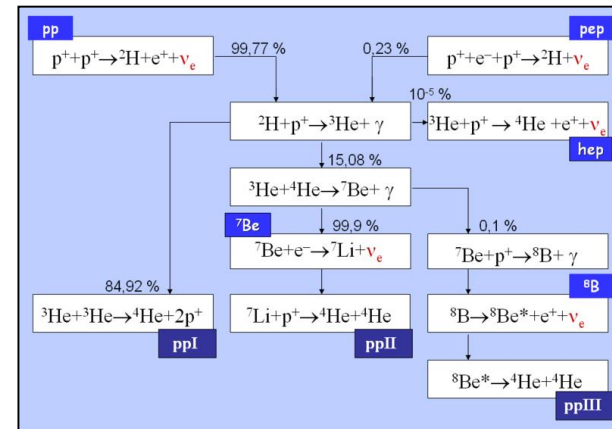 pp
pep
99,77 %
0,23 %
p⁺+p⁺→²H+e⁺+νₑ
p⁺+e⁻+p⁺→²H+νₑ
10⁻⁵ %
²H+p⁺→³He+ γ
³He+p⁺→ ⁴He +e⁺+νₑ
hep
15,08 %
³He+⁴He→⁷Be+ γ
⁷Be
99,9 %
0,1 %
⁷Be+e⁻→⁷Li+νₑ
⁷Be+p⁺→⁸B+ γ
84,92 %
⁸B
³He+³He→⁴He+2p⁺
⁷Li+p⁺→⁴He+⁴He
⁸B→⁸Be*+e⁺+νₑ
ppI
ppII
⁸Be*→⁴He+⁴He
ppIII